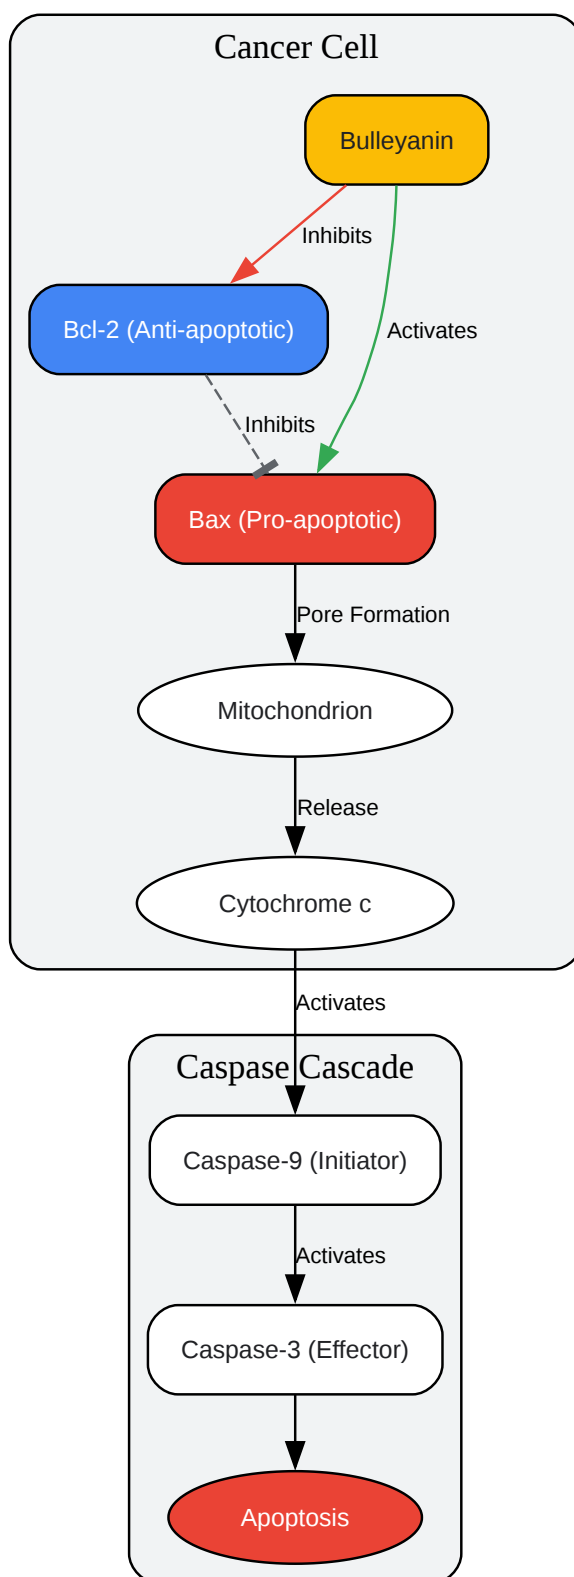 Cancer Cell
Bulleyanin
Inhibits
Bcl-2 (Anti-apoptotic)
Activates
Inhibits
Bax (Pro-apoptotic)
Pore Formation
Mitochondrion
Release
Cytochrome c
Activates
Caspase Cascade
Caspase-9 (Initiator)
Activates
Caspase-3 (Effector)
Apoptosis